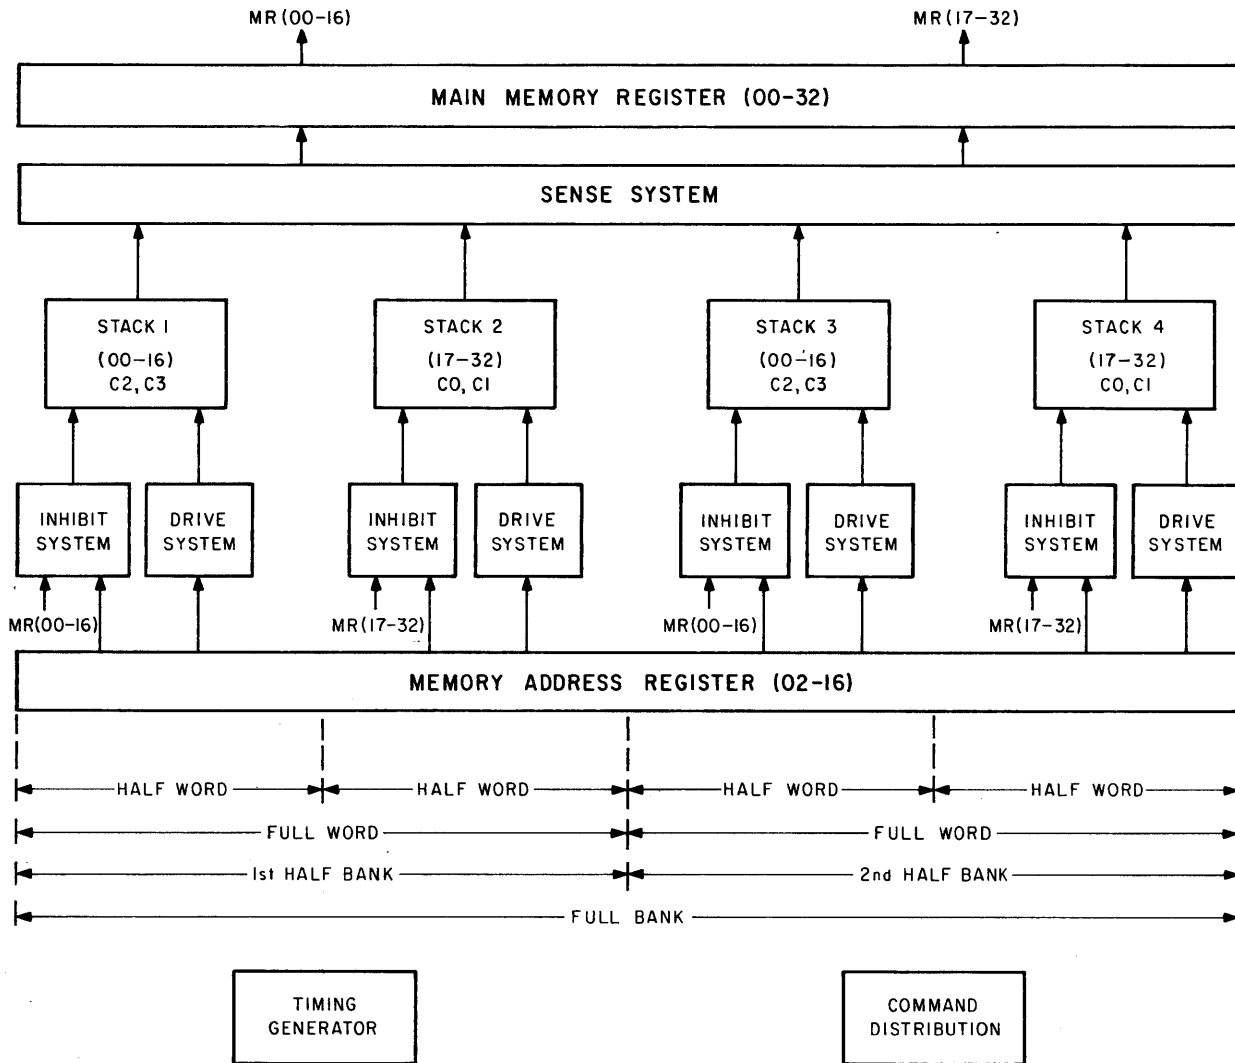 MR(00-16) MR(17-32)
MAIN MEMORY REGISTER (00-32)
SENSE SYSTEM
STACK 1 STACK 2 STACK 3 STACK 4
(00-16) (17-32) (00-16) (17-32)
C2, C3 C0, C1 C2, C3 C0, C1
INHIBIT DRIVE INHIBIT DRIVE INHIBIT DRIVE INHIBIT DRIVE
SYSTEM SYSTEM SYSTEM SYSTEM SYSTEM SYSTEM SYSTEM SYSTEM
MR(00-16) MR(17-32) MR(00-16) MR(17-32)
MEMORY ADDRESS REGISTER (02-16)
HALF WORD HALF WORD HALF WORD HALF WORD
FULL WORD FULL WORD
1st HALF BANK 2nd HALF BANK
FULL BANK
TIMING COMMAND
GENERATOR DISTRIBUTION